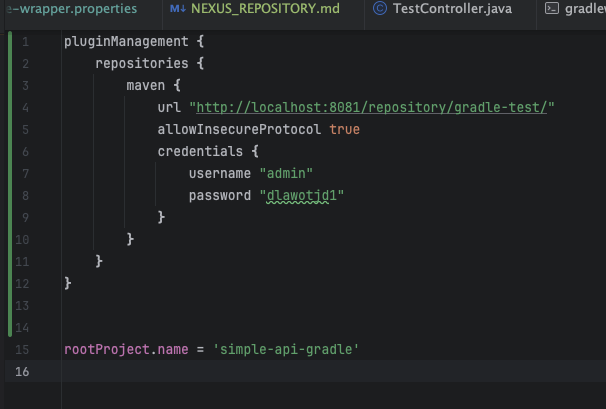 e-wrapper.properties NEXUS_REPOSITORY.md TestController.java gradlew
1 pluginManagement {
2 repositories {
3 maven {
4 url "http://localhost:8081/repository/gradle-test/"
5 allowInsecureProtocol true
6 credentials {
7 username "admin"
8 password "dlawotjd1"
9 }
10 }
11 }
12 }
13
14
15 rootProject.name = 'simple-api-gradle'
16